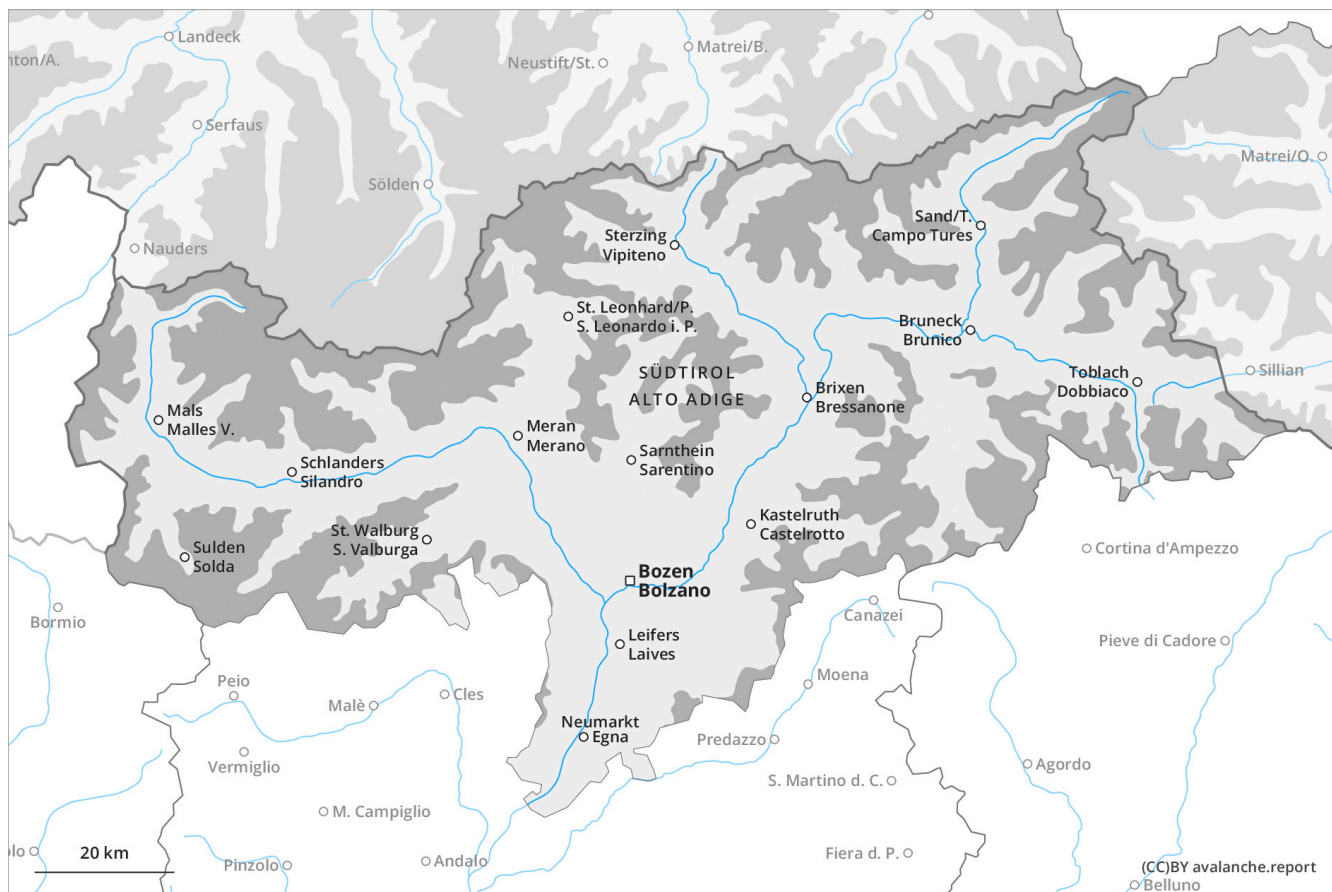 Landeck
nton/A.
Matrei/B.
Neustift/St.
Serfaus
Matrei/O.
Sölden
Sand/T.
Campo Tures
Nauders
Sterzing
Vipiteno
St. Leonhard/P.
S. Leonardo i. P.
Bruneck
Brunico
SÜDTIROL
ALTO ADIGE
Toblach
Dobbiaco
Sillian
Brixen
Bressanone
Mals
Malles V.
Meran
Merano
Sarnthein
Sarentino
Schlanders
Silandro
Kastelruth
Castelrotto
St. Walburg
S. Valburga
Sulden
Solda
Cortina d'Ampezzo
Bozen
Bolzano
Bormio
Canazei
Leifers
Laives
Pieve di Cadore
Peio
Malè
Cles
Moena
Neumarkt
Egna
Predazzo
Vermiglio
Agordo
S. Martino d. C.
M. Campiglio
olo
20 km
Pinzolo
Andalo
Fiera d. P.
(CC)BY avalanche.report
Belluno